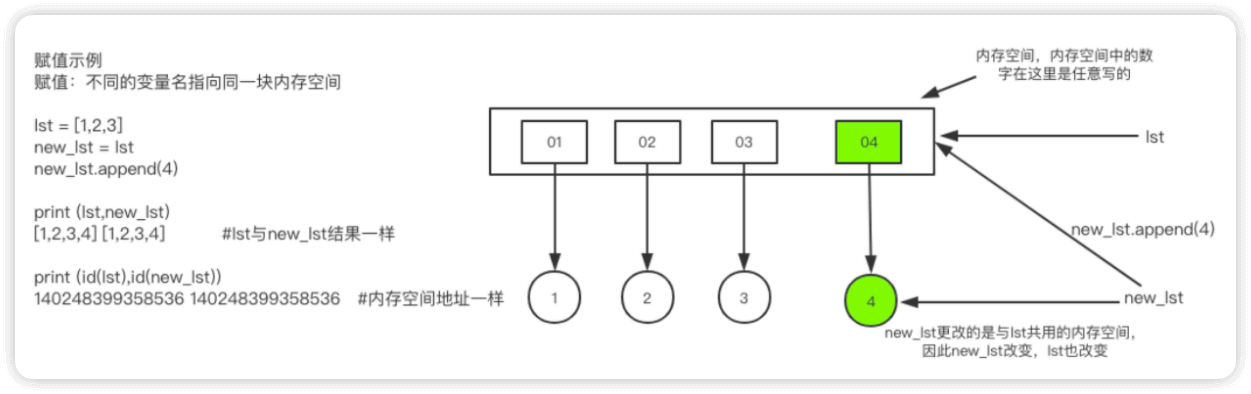 赋值示例
赋值：不同的变量名指向同一块内存空间
lst = [1,2,3]
new_lst = lst
new_lst.append(4)
print (lst,new_lst)
[1,2,3,4] [1,2,3,4] #lst与new_lst结果一样
print (id(lst),id(new_lst))
140248399358536 140248399358536 #内存空间地址一样
内存空间，内存空间中的数
字在这里是任意写的
01 02 03 04
lst
new_lst.append(4)
1 2 3 4
new_lst
new_lst更改的是与lst共用的内存空间，
因此new_lst改变，lst也改变